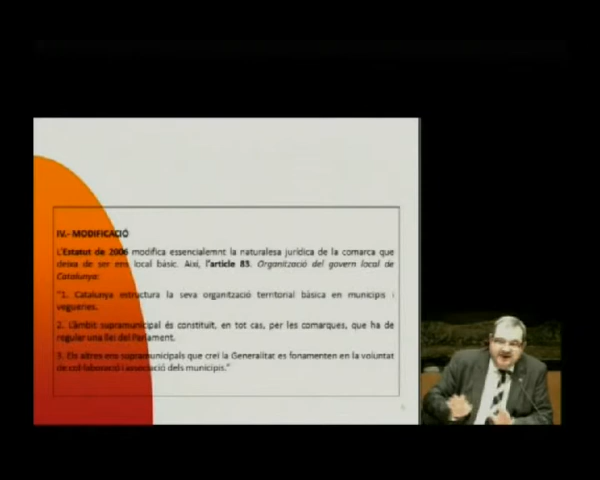 IV.- MODIFICACIÓ
L'Estatut de 2006 modifica essencialemnt la naturalesa jurídica de la comarca que
deixa de ser ens local bàsic. Així, l'article 83. Organització del govern local de
Catalunya:
"1. Catalunya estructura la seva organització territorial bàsica en municipis i
vegueries.
2. L'àmbit supramunicipal és constituït, en tot cas, per les comarques, que ha de
regular una llei del Parlament.
3. Els altres ens supramunicipals que creï la Generalitat es fonamenten en la voluntat
de col·laboració i associació dels municipis."